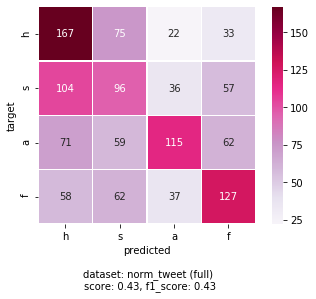 h 167 75 22 33
s 104 96 36 57
a 71 59 115 62
f 58 62 37 127
h s a f
target
predicted
150
125
100
75
50
25
dataset: norm_tweet (full)
score: 0.43, f1_score: 0.43